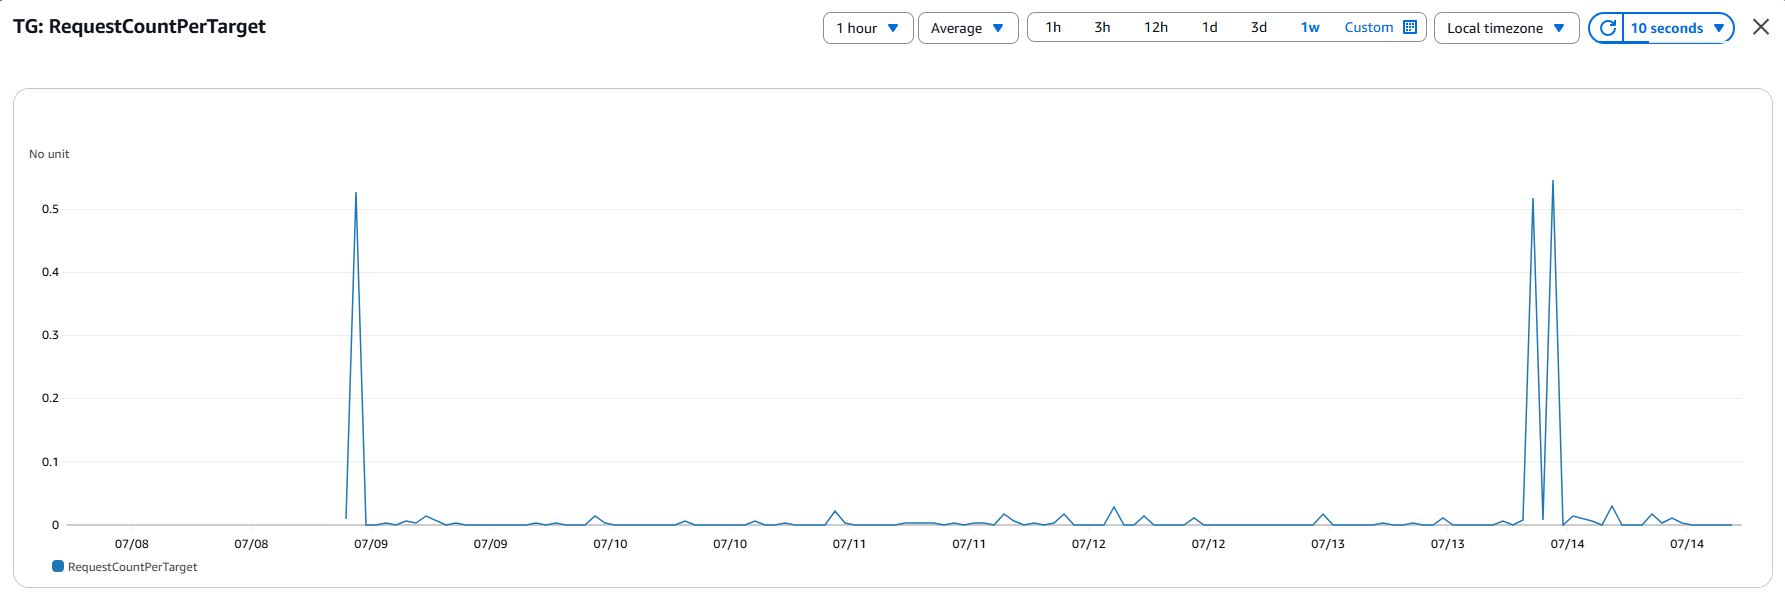 TG: RequestCountPerTarget
1 hour Average 1h 3h 12h 1d 3d 1w Custom Local timezone 10 seconds
No unit
0.5
0.4
0.3
0.2
0.1
0
07/08 07/08 07/09 07/09 07/10 07/10 07/11 07/11 07/12 07/12 07/13 07/13 07/14 07/14
RequestCountPerTarget